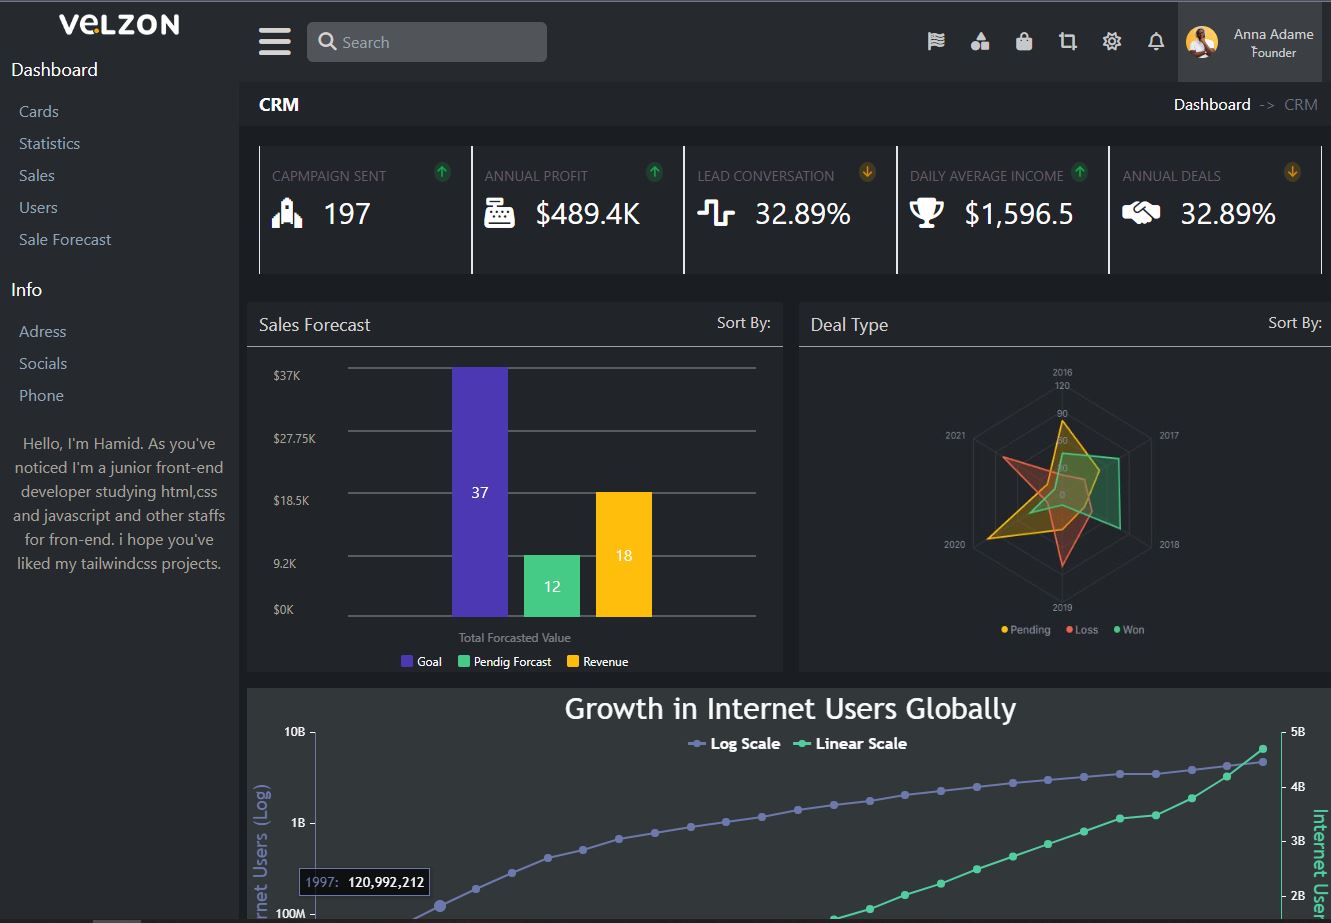 VELZON
Dashboard
Cards
Statistics
Sales
Users
Sale Forecast
Info
Adress
Socials
Phone
Hello, I'm Hamid. As you've
noticed I'm a junior front-end
developer studying html,css
and javascript and other staffs
for fron-end. i hope you've
liked my tailwindcss projects.
Search
Anna Adame
Founder
CRM
Dashboard -> CRM
CAPMPAIGN SENT
197
ANNUAL PROFIT
$489.4K
LEAD CONVERSATION
32.89%
DAILY AVERAGE INCOME
$1,596.5
ANNUAL DEALS
32.89%
Sales Forecast
Sort By:
$37K
$27.75K
$18.5K
9.2K
$0K
37
12
18
Total Forcasted Value
Goal
Pendig Forcast
Revenue
Deal Type
Sort By:
2016
120
90
60
30
0
2017
2018
2019
2020
2021
Pending
Loss
Won
Growth in Internet Users Globally
Log Scale
Linear Scale
10B
1B
100M
rnet Users (Log)
1997: 120,992,212
5B
4B
3B
2B
Internet User